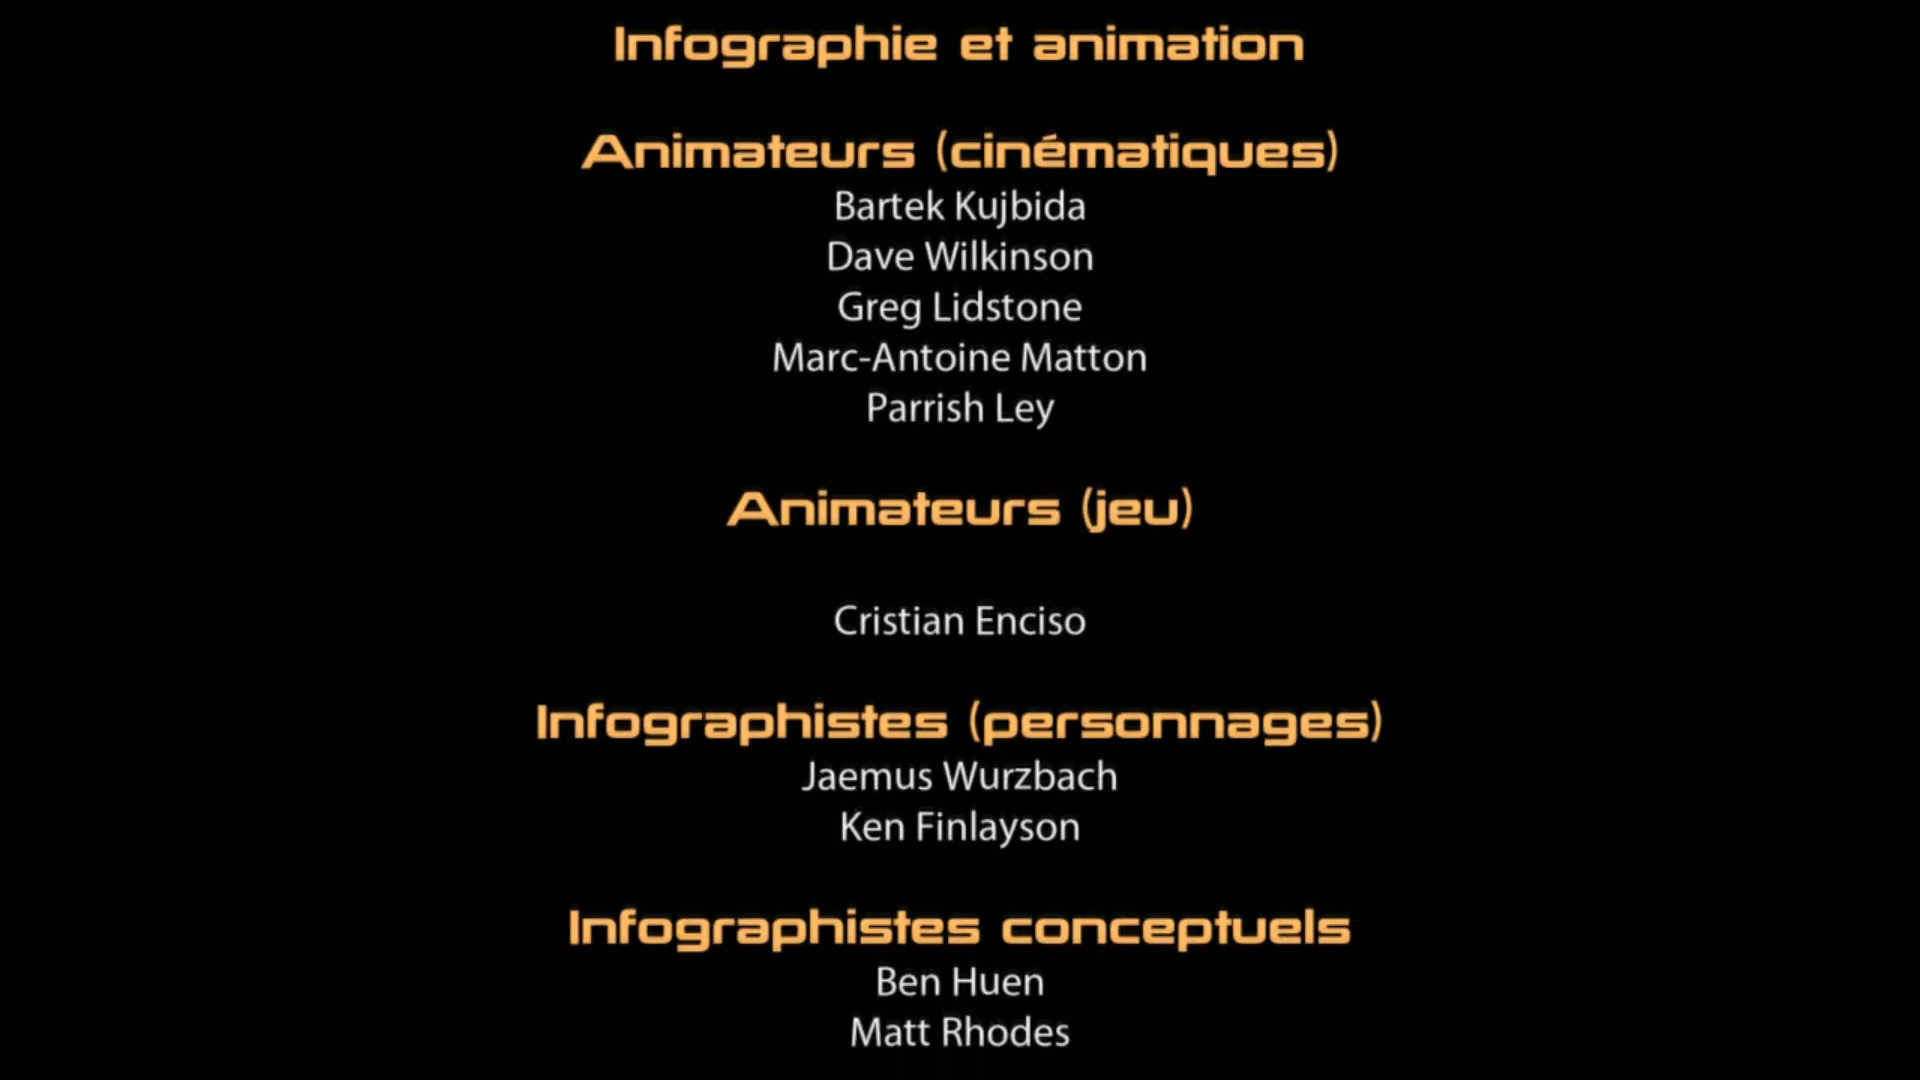 Infographie et animation
Animateurs (cinématiques)
Bartek Kujbida
Dave Wilkinson
Greg Lidstone
Marc-Antoine Matton
Parrish Ley
Animateurs (jeu)
Cristian Enciso
Infographistes (personnages)
Jaemus Wurzbach
Ken Finlayson
Infographistes conceptuels
Ben Huen
Matt Rhodes